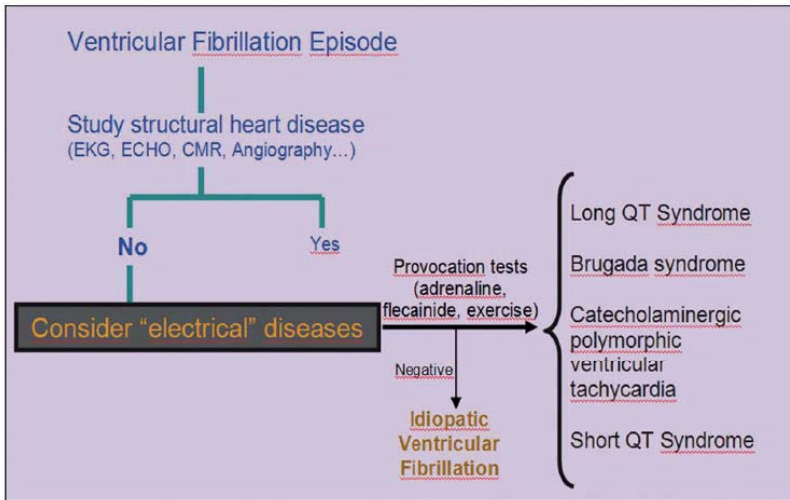 Ventricular Fibrillation Episode
Study structural heart disease
(EKG, ECHO, CMR, Angiography...)
No
Yes
Consider "electrical" diseases
Provocation tests
(adrenaline,
flecainide, exercise)
Negative
Idiopatic
Ventricular
Fibrillation
Long QT Syndrome
Brugada syndrome
Catecholaminergic
polymorphic
ventricular
tachycardia
Short QT Syndrome